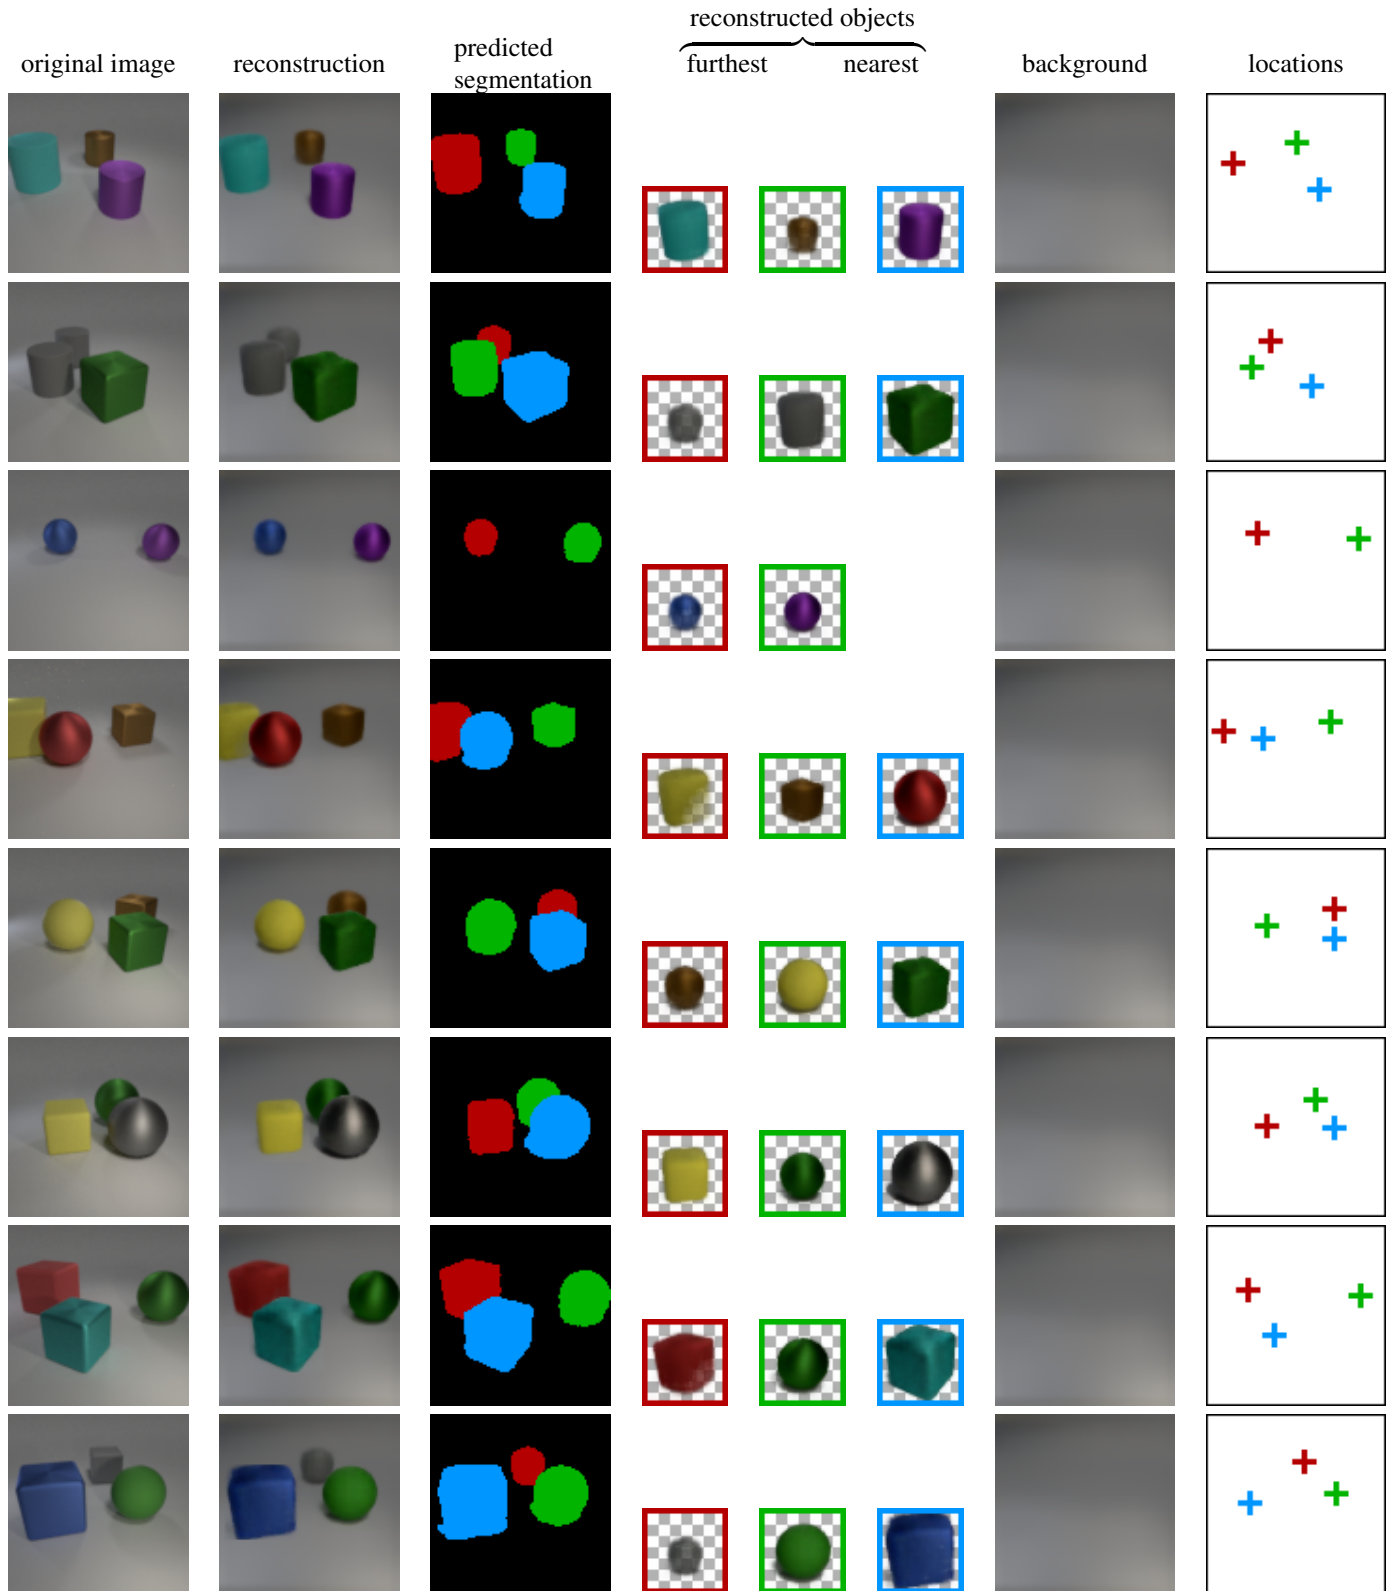 reconstructed objects
original image
reconstruction
predicted
segmentation
furthest
nearest
background
locations